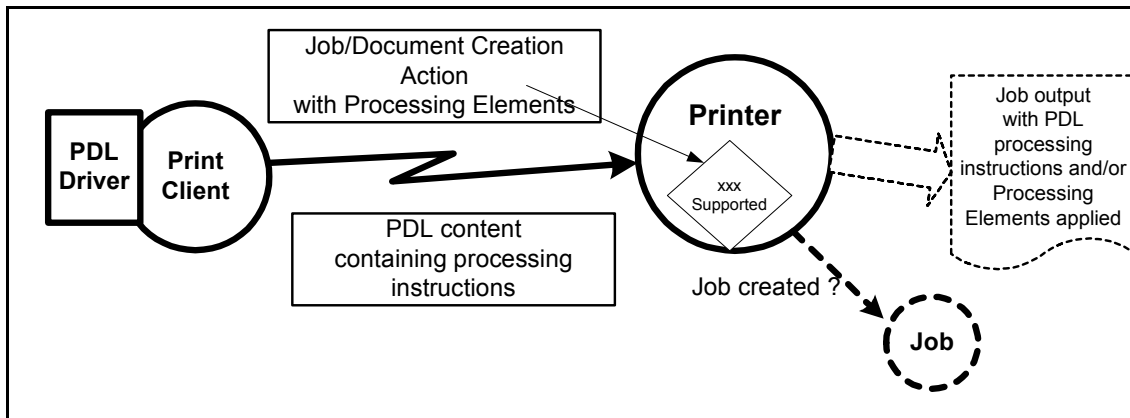 PDL
Driver
Print
Client
Job/Document Creation
Action
with Processing Elements
PDL content
containing processing
instructions
Printer
xxx
Supported
Job created ?
Job
Job output
with PDL
processing
instructions and/or
Processing
Elements applied